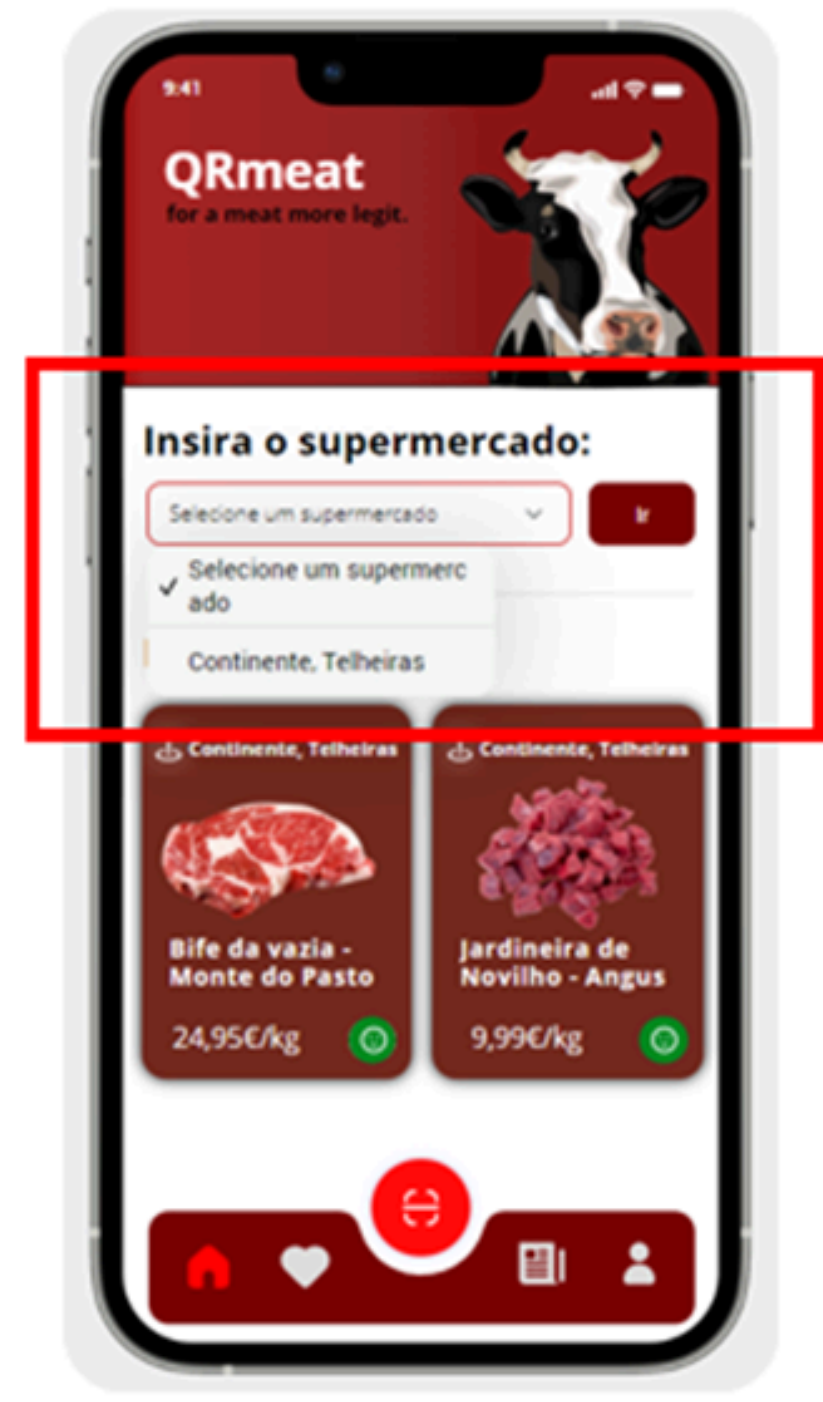 9:41
QRmeat
for a meat more legit.
Insira o supermercado:
Selecione um supermercado
Ir
✓ Selecione um supermerc
ado
Continente, Telheiras
Continente, Telheiras
Continente, Telheiras
Bife da vazia -
Monte do Pasto
Jardineira de
Novilho - Angus
24,95€/kg
9,99€/kg